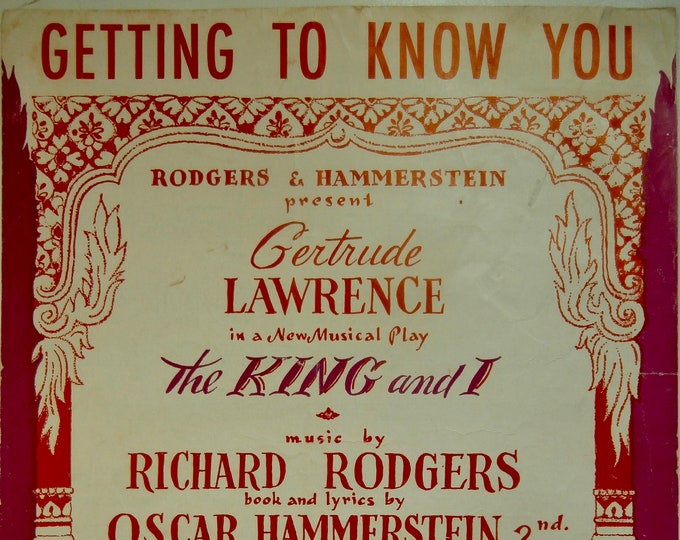 GETTING TO KNOW YOU
RODGERS & HAMMERSTEIN
present
Gertrude
LAWRENCE
in a New Musical Play
The KING and I
music by
RICHARD RODGERS
book and lyrics by
OSCAR HAMMERSTEIN 2nd.